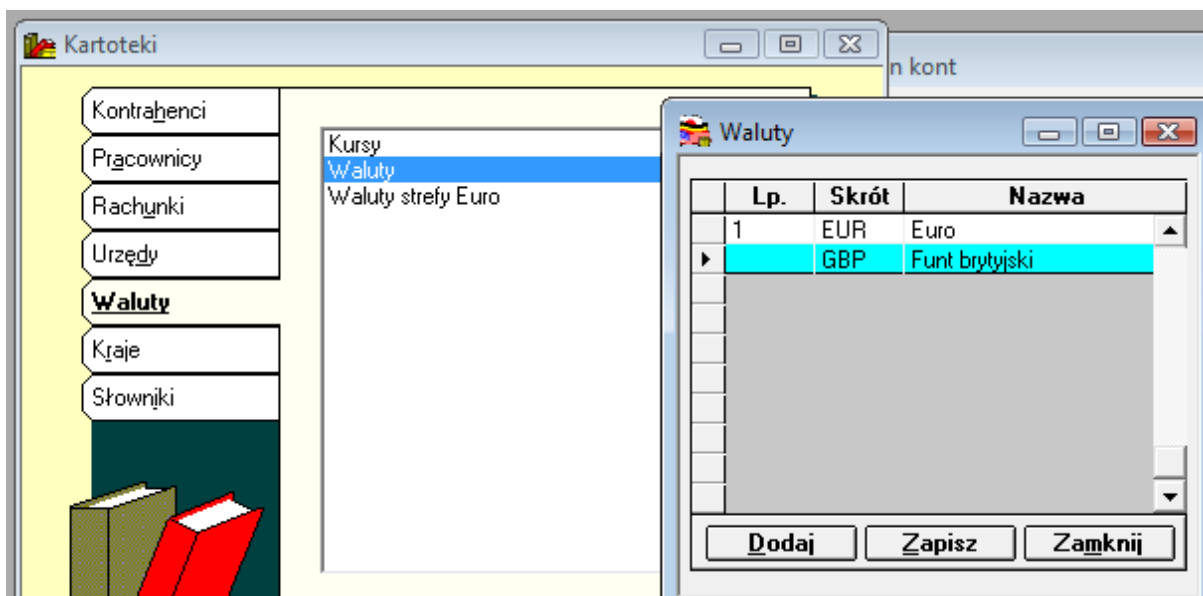 Kartoteki
n kont
Kontrahenci
Pracownicy
Rachunki
Urzędy
Waluty
Kraje
Słowniki
Kursy
Waluty
Waluty strefy Euro
Waluty
Lp. Skrót Nazwa
1 EUR Euro
GBP Funt brytyjski
Dodaj Zapisz Zamknij